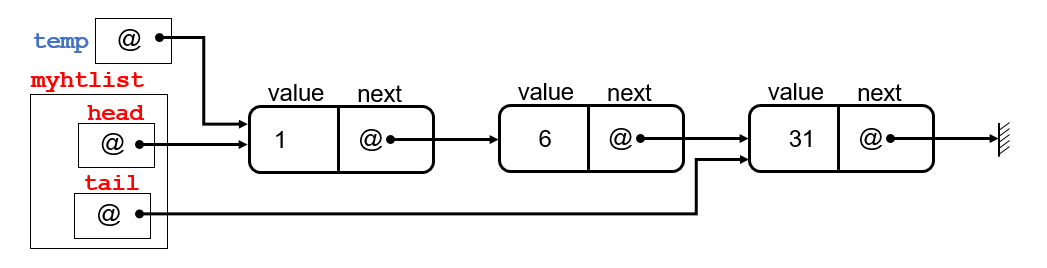 temp @
myhtlist
head
@
tail
@
value next
1 @
value next
6 @
value next
31 @